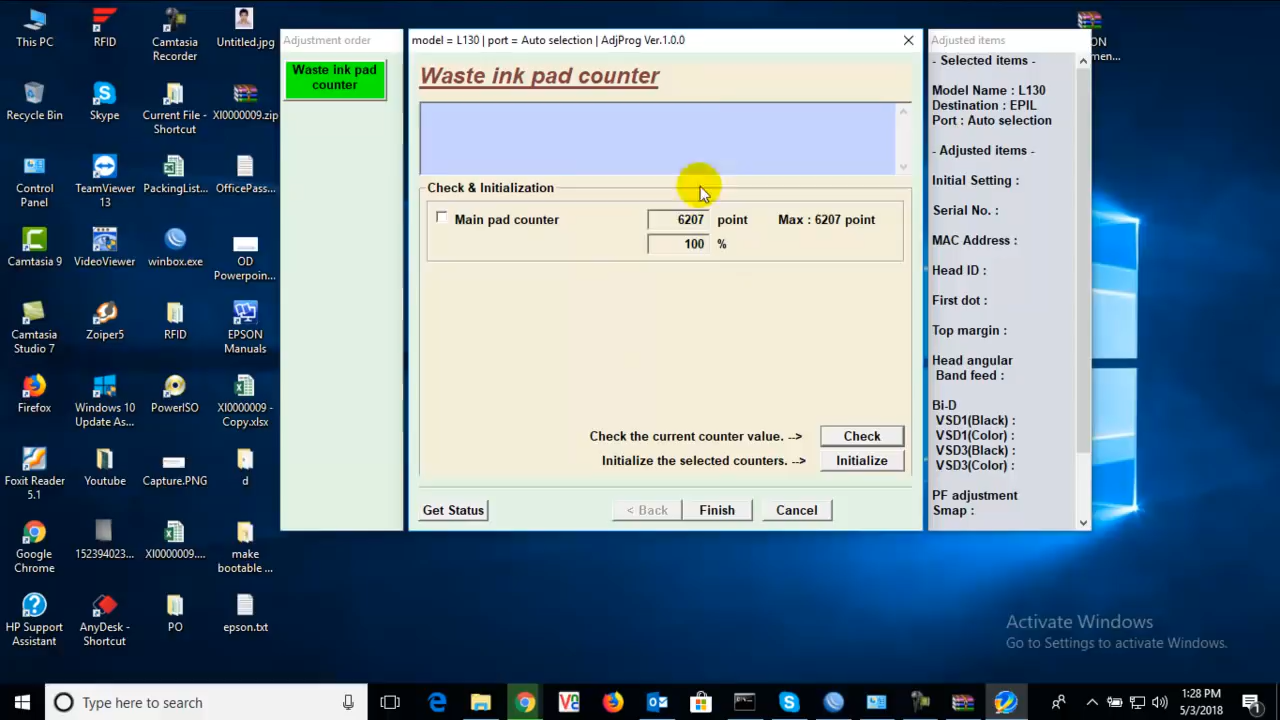 This PC
RFID
Camtasia
Recorder
Untitled.jpg
Recycle Bin
Skype
Current File -
Shortcut
XI0000009.zip
Control
Panel
TeamViewer
13
PackingList...
OfficePass...
Camtasia 9
VideoViewer
winbox.exe
OD
Powerpoin...
Camtasia
Studio 7
Zoiper5
RFID
EPSON
Manuals
Firefox
Windows 10
Update As...
PowerISO
XI0000009 -
Copy.xlsx
Foxit Reader
5.1
Youtube
Capture.PNG
d
Google
Chrome
152394023...
XI0000009....
make
bootable ...
HP Support
Assistant
AnyDesk -
Shortcut
PO
epson.txt
Adjustment order
Waste ink pad
counter
model = L130 | port = Auto selection | AdjProg Ver.1.0.0
Waste ink pad counter
Check & Initialization
Main pad counter
6207 point
Max : 6207 point
100 %
Check the current counter value. -->
Check
Initialize the selected counters. -->
Initialize
Get Status
< Back
Finish
Cancel
Adjusted items
- Selected items -
Model Name : L130
Destination : EPIL
Port : Auto selection
- Adjusted items -
Initial Setting :
Serial No. :
MAC Address :
Head ID :
First dot :
Top margin :
Head angular
Band feed :
Bi-D
VSD1(Black) :
VSD1(Color) :
VSD3(Black) :
VSD3(Color) :
PF adjustment
Smap :
ON
men...
Activate Windows
Go to Settings to activate Windows.
Type here to search
1:28 PM
5/3/2018
1